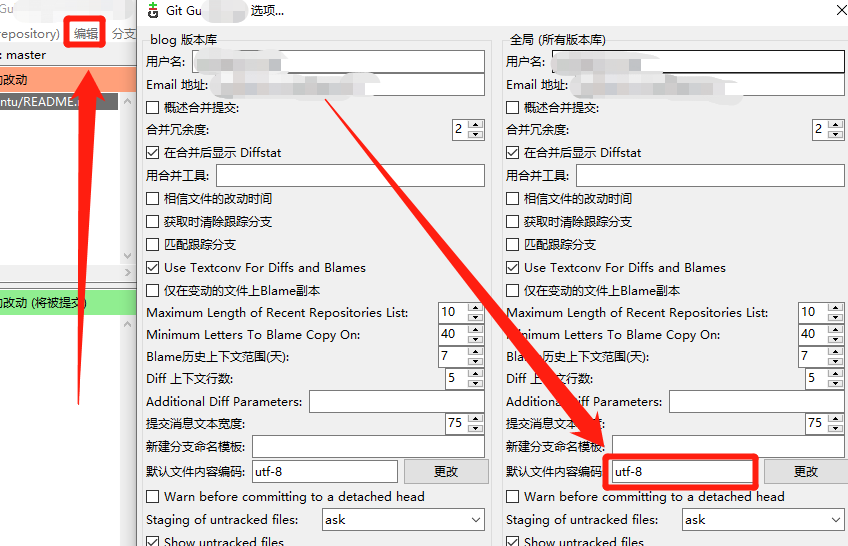 Gu
Git Gu 选项...
epository) 编辑 分支
: master
改动
ntu/README.
改动 (将被提交)
blog 版本库
用户名:
Email 地址:
概述合并提交:
合并冗余度: 2
在合并后显示 Diffstat
用合并工具:
相信文件的改动时间
获取时清除跟踪分支
匹配跟踪分支
Use Textconv For Diffs and Blames
仅在变动的文件上Blame副本
Maximum Length of Recent Repositories List: 10
Minimum Letters To Blame Copy On: 40
Blame历史上下文范围(天): 7
Diff 上下文行数: 5
Additional Diff Parameters:
提交消息文本宽度: 75
新建分支命名模板:
默认文件内容编码: utf-8 更改
Warn before committing to a detached head
Staging of untracked files: ask
Show untracked files
全局 (所有版本库)
用户名:
Email 地址:
概述合并提交:
合并冗余度: 2
在合并后显示 Diffstat
用合并工具:
相信文件的改动时间
获取时清除跟踪分支
匹配跟踪分支
Use Textconv For Diffs and Blames
仅在变动的文件上Blame副本
Maximum Length of Recent Repositories List: 10
Minimum Letters To Blame Copy On: 40
Blame历史上下文范围(天): 7
Diff 上下文行数: 5
Additional Diff Parameters:
提交消息文本宽度: 75
新建分支命名模板:
默认文件内容编码: utf-8 更改
Warn before committing to a detached head
Staging of untracked files: ask
Show untracked files